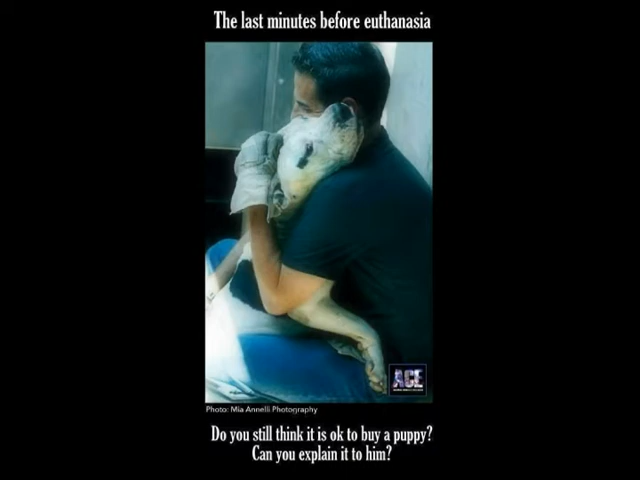 The last minutes before euthanasia
ACE
Photo: Mia Annelli Photography
Do you still think it is ok to buy a puppy?
Can you explain it to him?